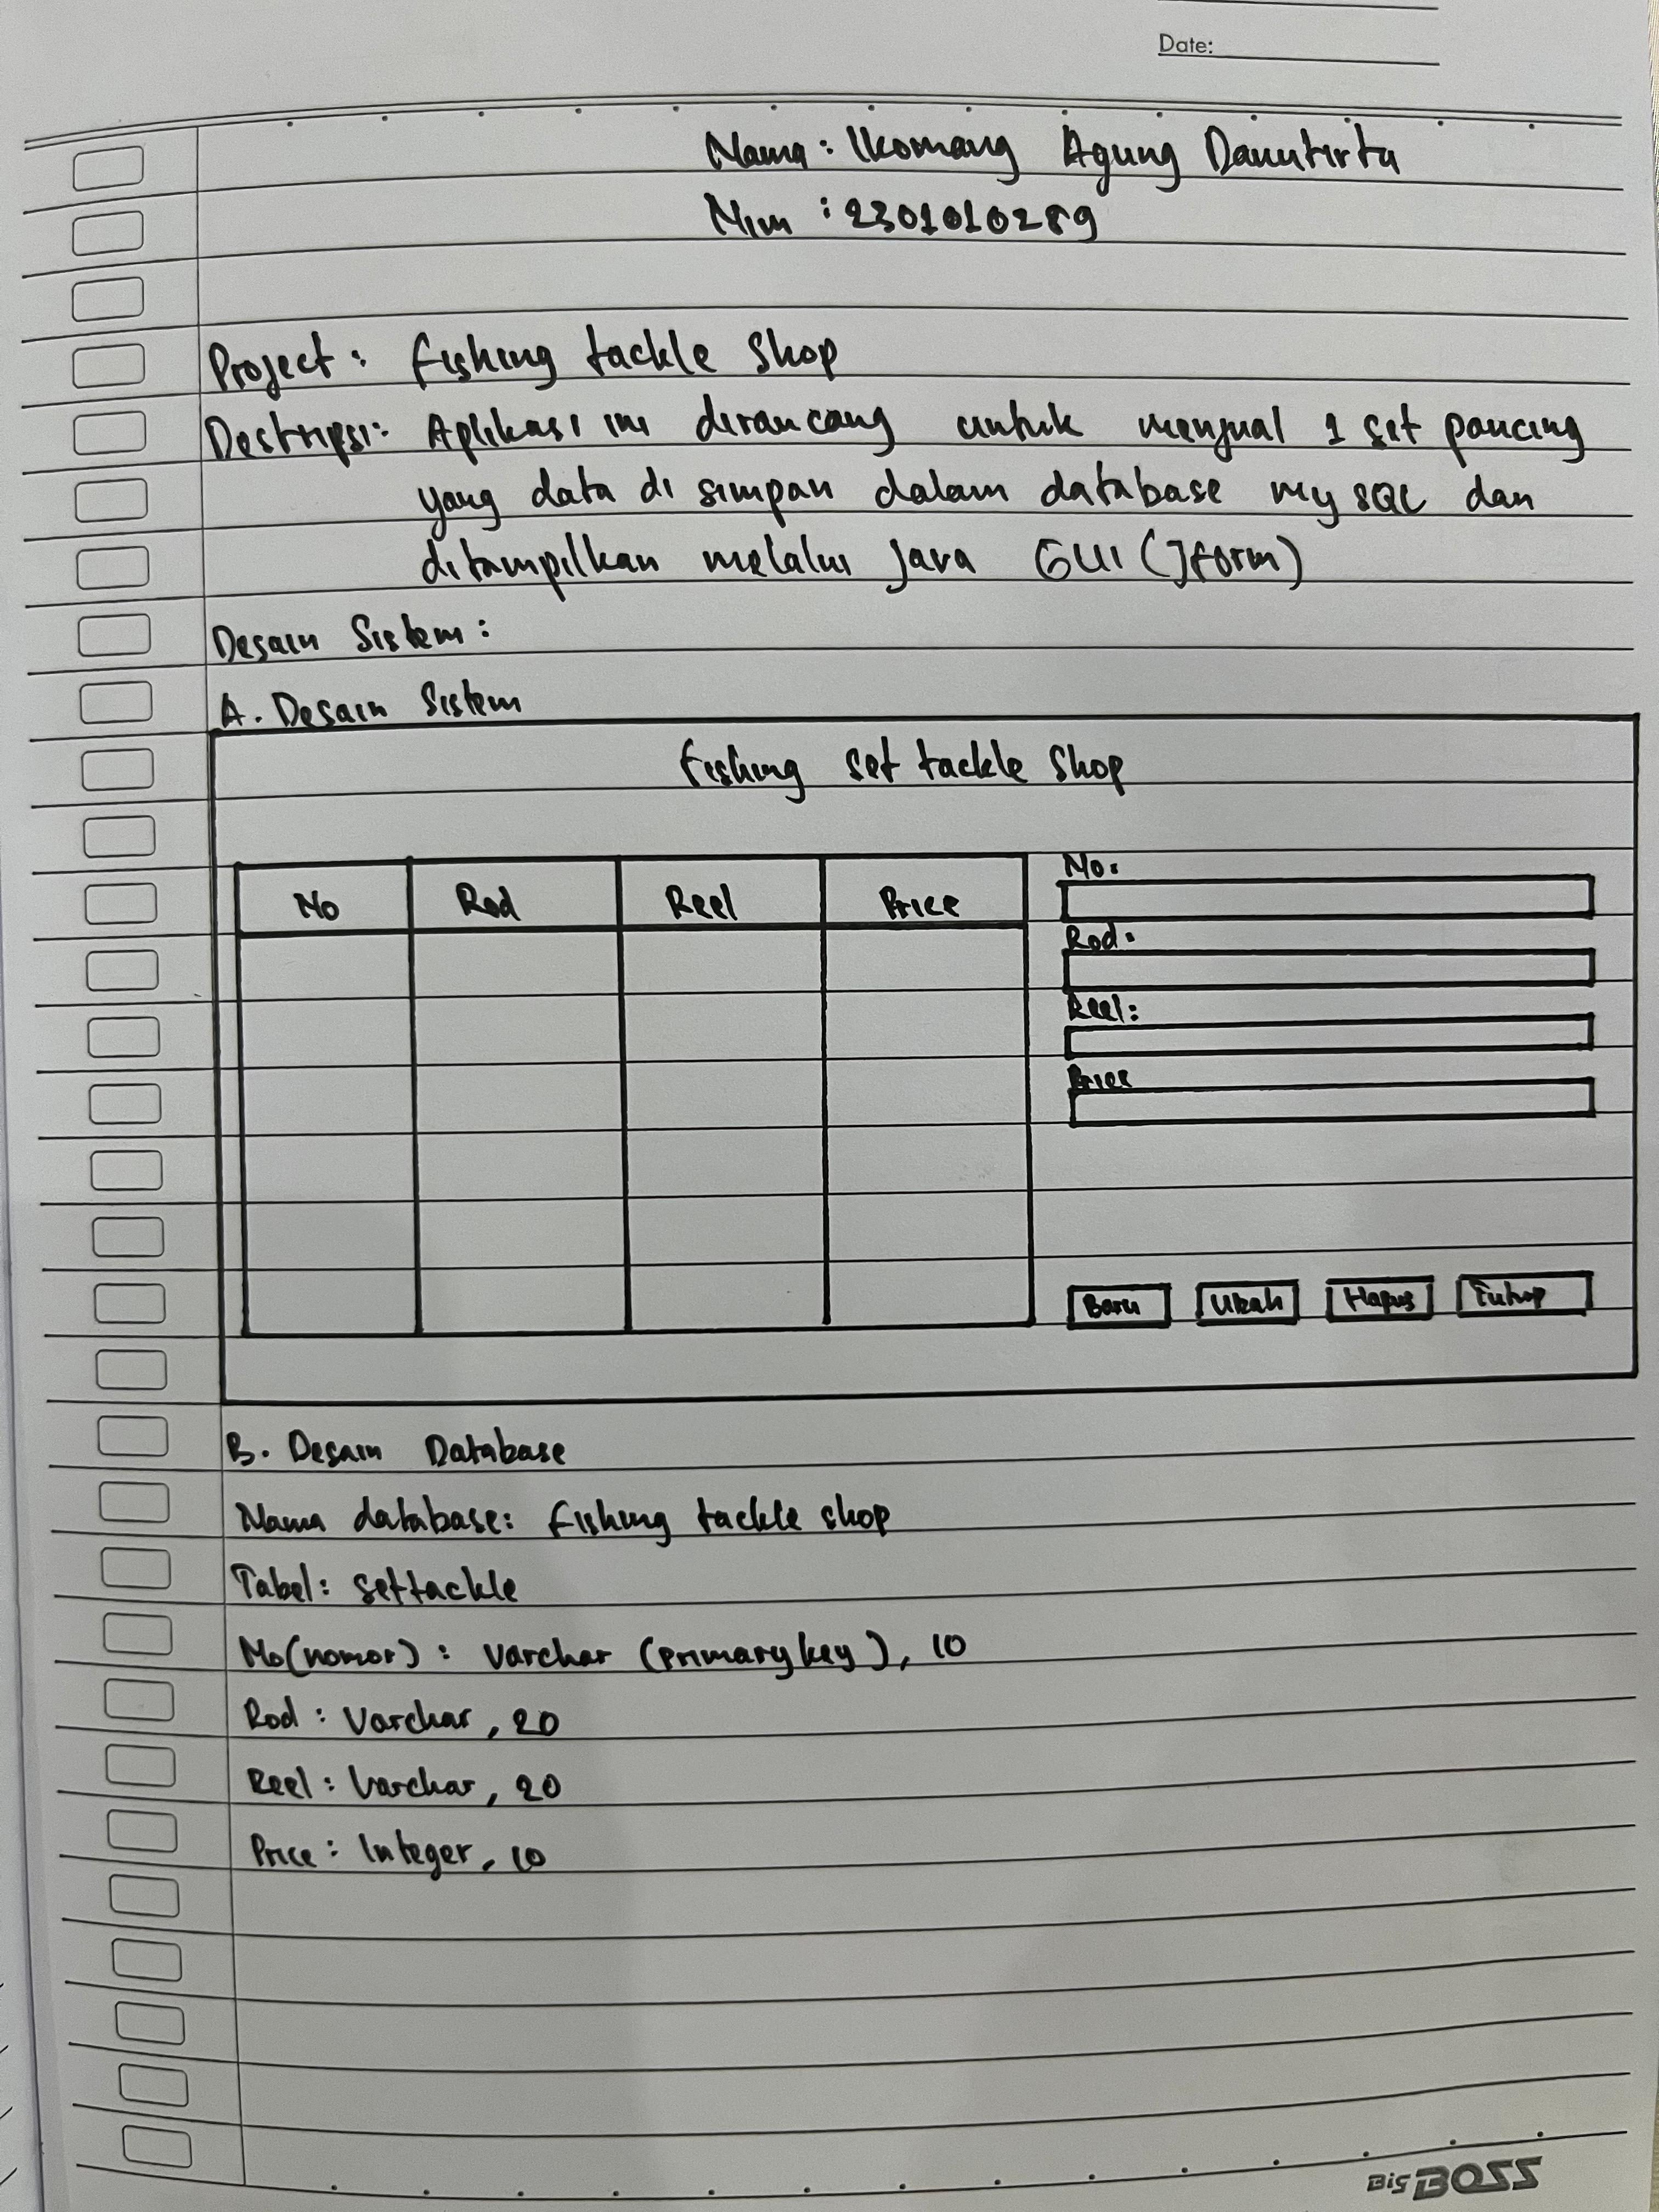 Date:
Nama : I Komang Agung Danutirta
Nim : 2301010289
Project : Fishing tackle Shop
Deskripsi : Aplikasi ini dirancang untuk menjual 1 set pancing
yang data di simpan dalam database my SQL dan
ditampilkan melalui Java GUI (Jform)
Desain Sistem :
A. Desain Sistem
Fishing set tackle Shop
No Rod Reel Price
No :
Rod :
Reel :
Price
Baru Ubah Hapus Tutup
B. Desain Database
Nama database : fishing tackle shop
Tabel : settackle
No (nomor) : Varchar (primary key), 10
Rod : Varchar, 20
Reel : Varchar, 20
Price : Integer, 10
BIG BOSS